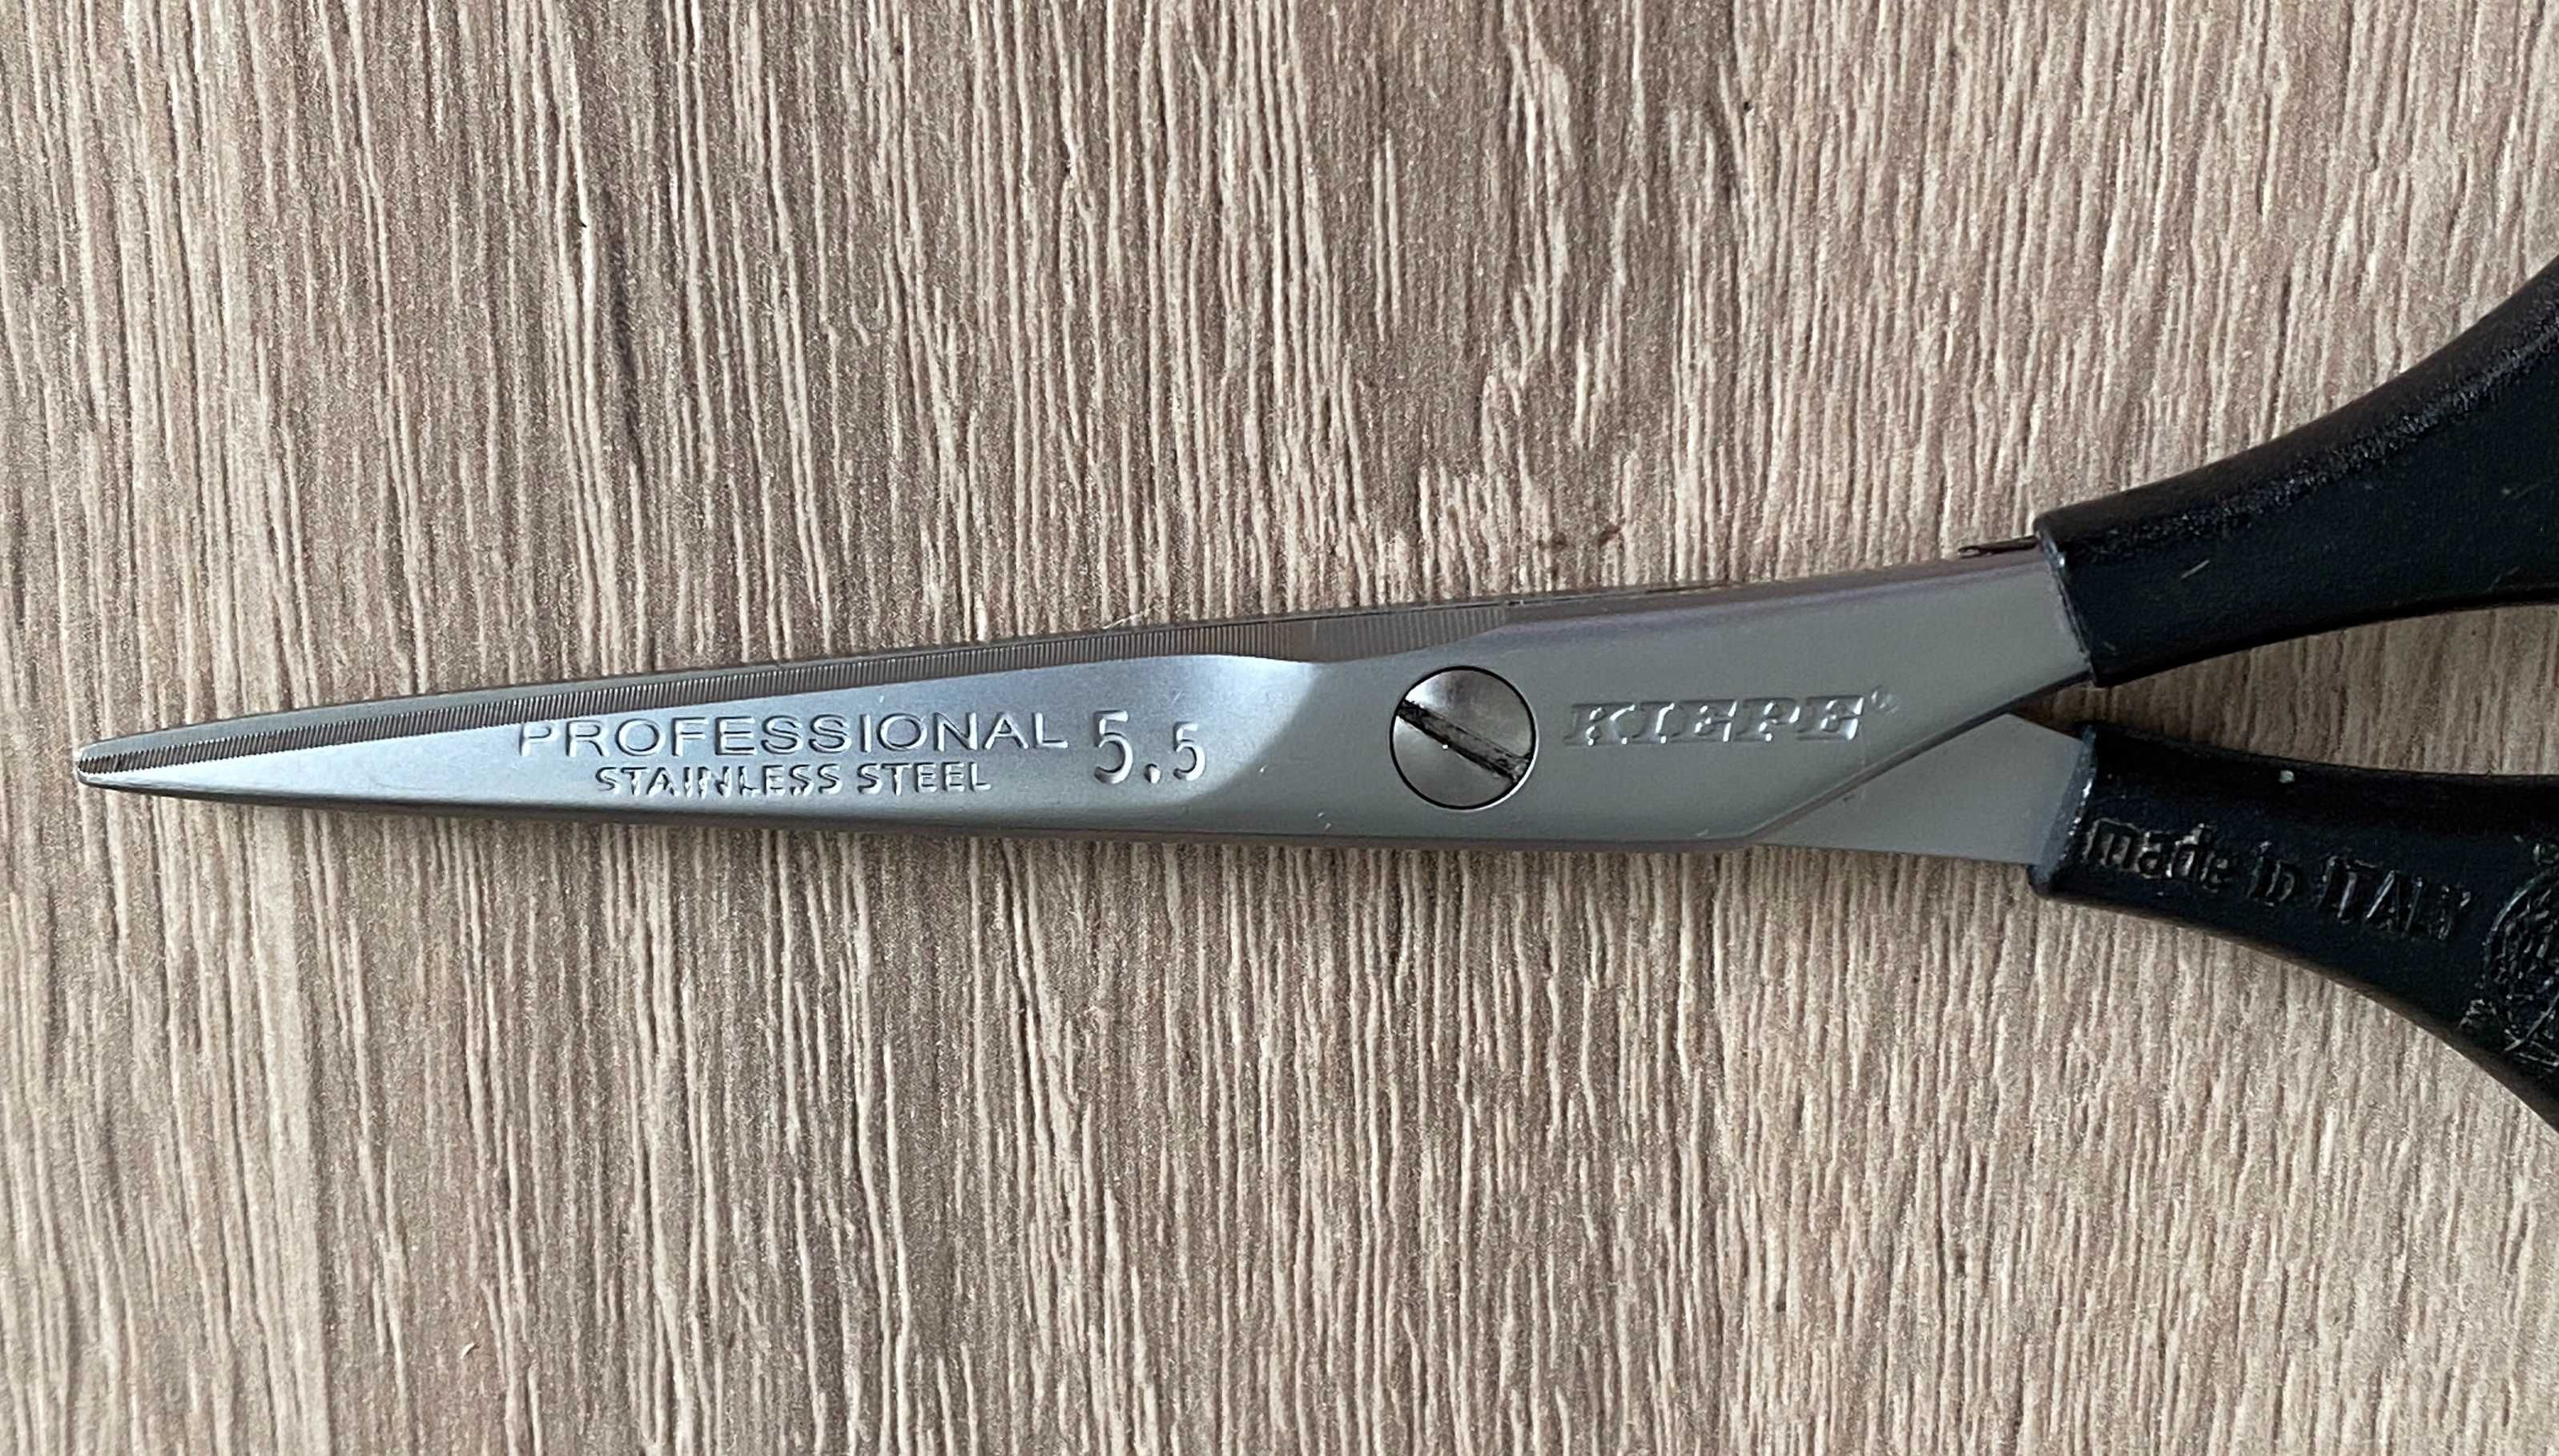 PROFESSIONAL 5.5
STAINLESS STEEL
KIEPE®
made in ITALY